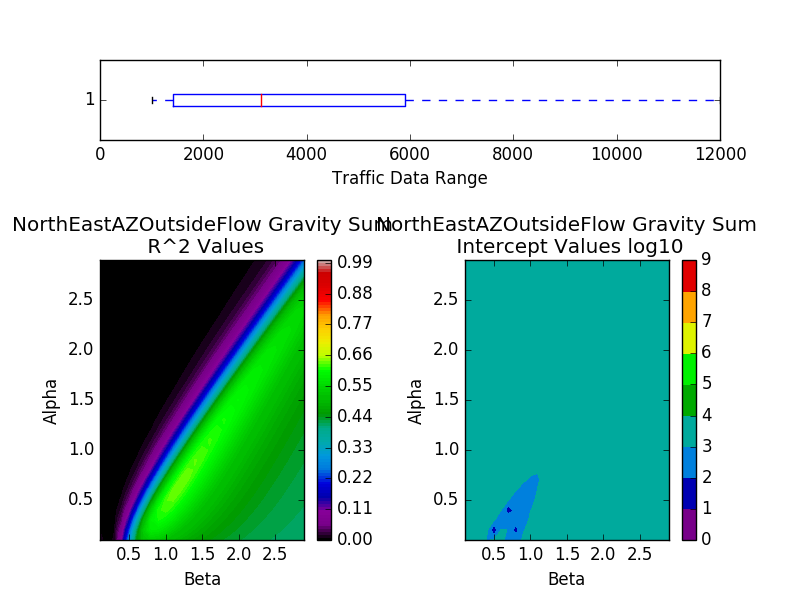 1
0 2000 4000 6000 8000 10000 12000
Traffic Data Range
NorthEastAZOutsideFlow Gravity Sum
R^2 Values
0.5
1.0
1.5
2.0
2.5
Alpha
0.5 1.0 1.5 2.0 2.5
Beta
0.99
0.88
0.77
0.66
0.55
0.44
0.33
0.22
0.11
0.00
NorthEastAZOutsideFlow Gravity Sum
Intercept Values log10
2.5
2.0
1.5
1.0
0.5
Alpha
0.5 1.0 1.5 2.0 2.5
Beta
9
8
7
6
5
4
3
2
1
0